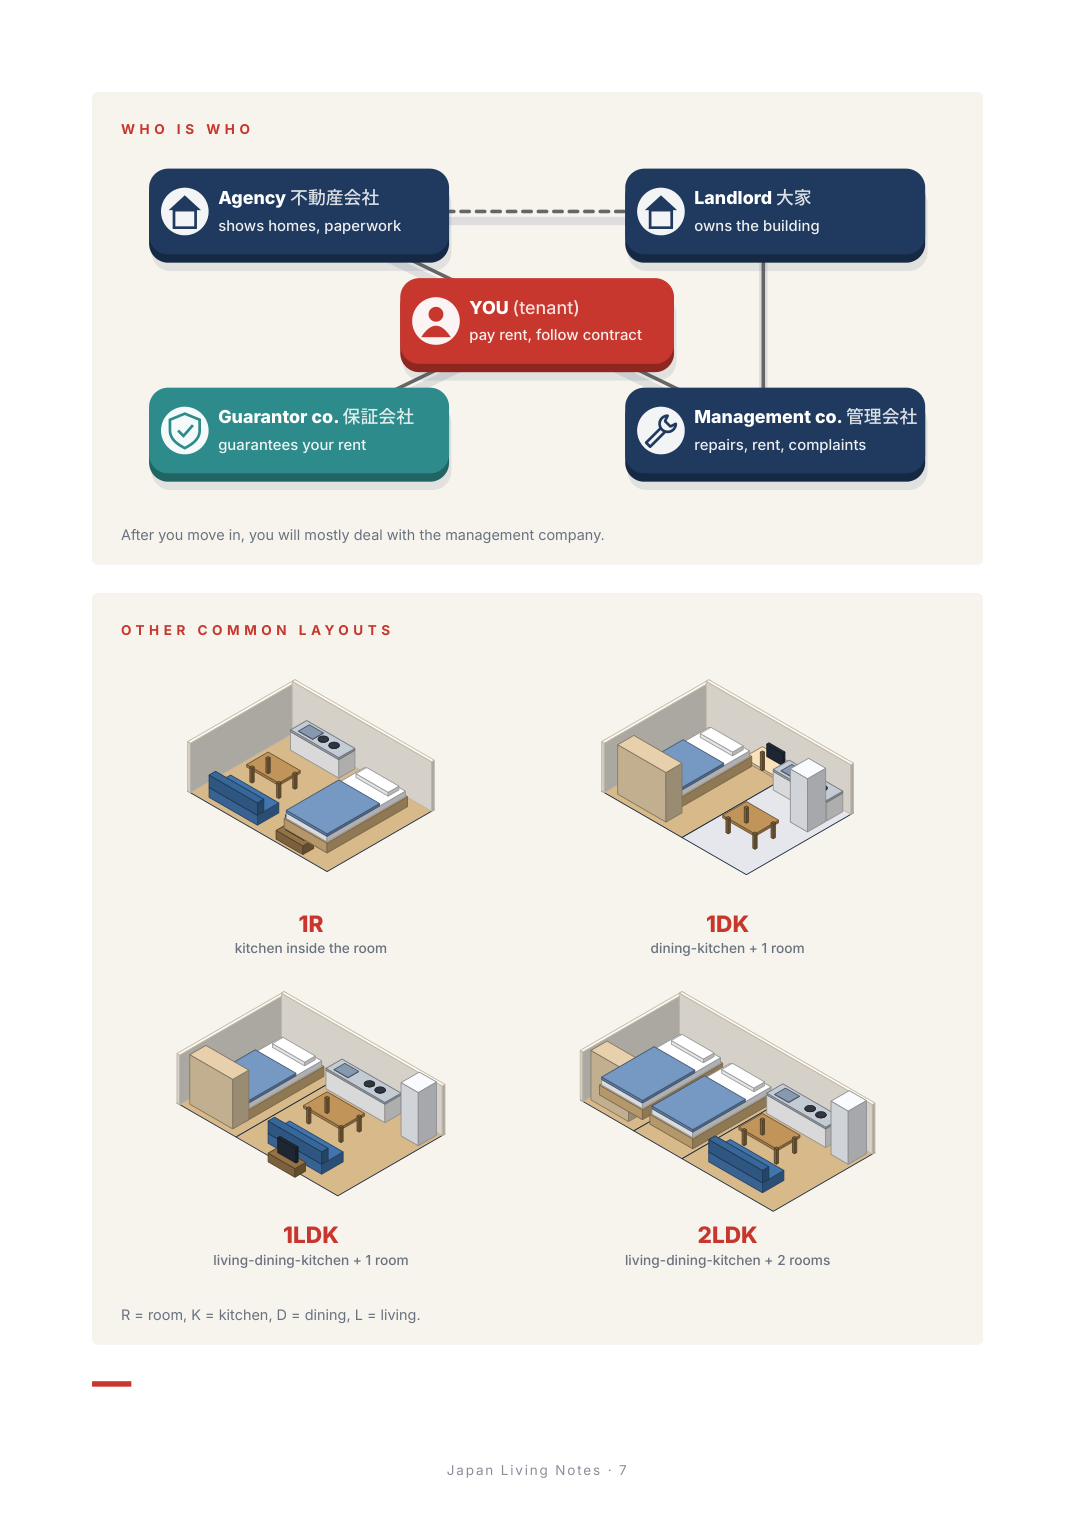 WHO IS WHO
Agency 不動産会社
shows homes, paperwork
Landlord 大家
owns the building
YOU (tenant)
pay rent, follow contract
Guarantor co. 保証会社
guarantees your rent
Management co. 管理会社
repairs, rent, complaints
After you move in, you will mostly deal with the management company.
OTHER COMMON LAYOUTS
1R
kitchen inside the room
1DK
dining-kitchen + 1 room
1LDK
living-dining-kitchen + 1 room
2LDK
living-dining-kitchen + 2 rooms
R = room, K = kitchen, D = dining, L = living.
Japan Living Notes · 7